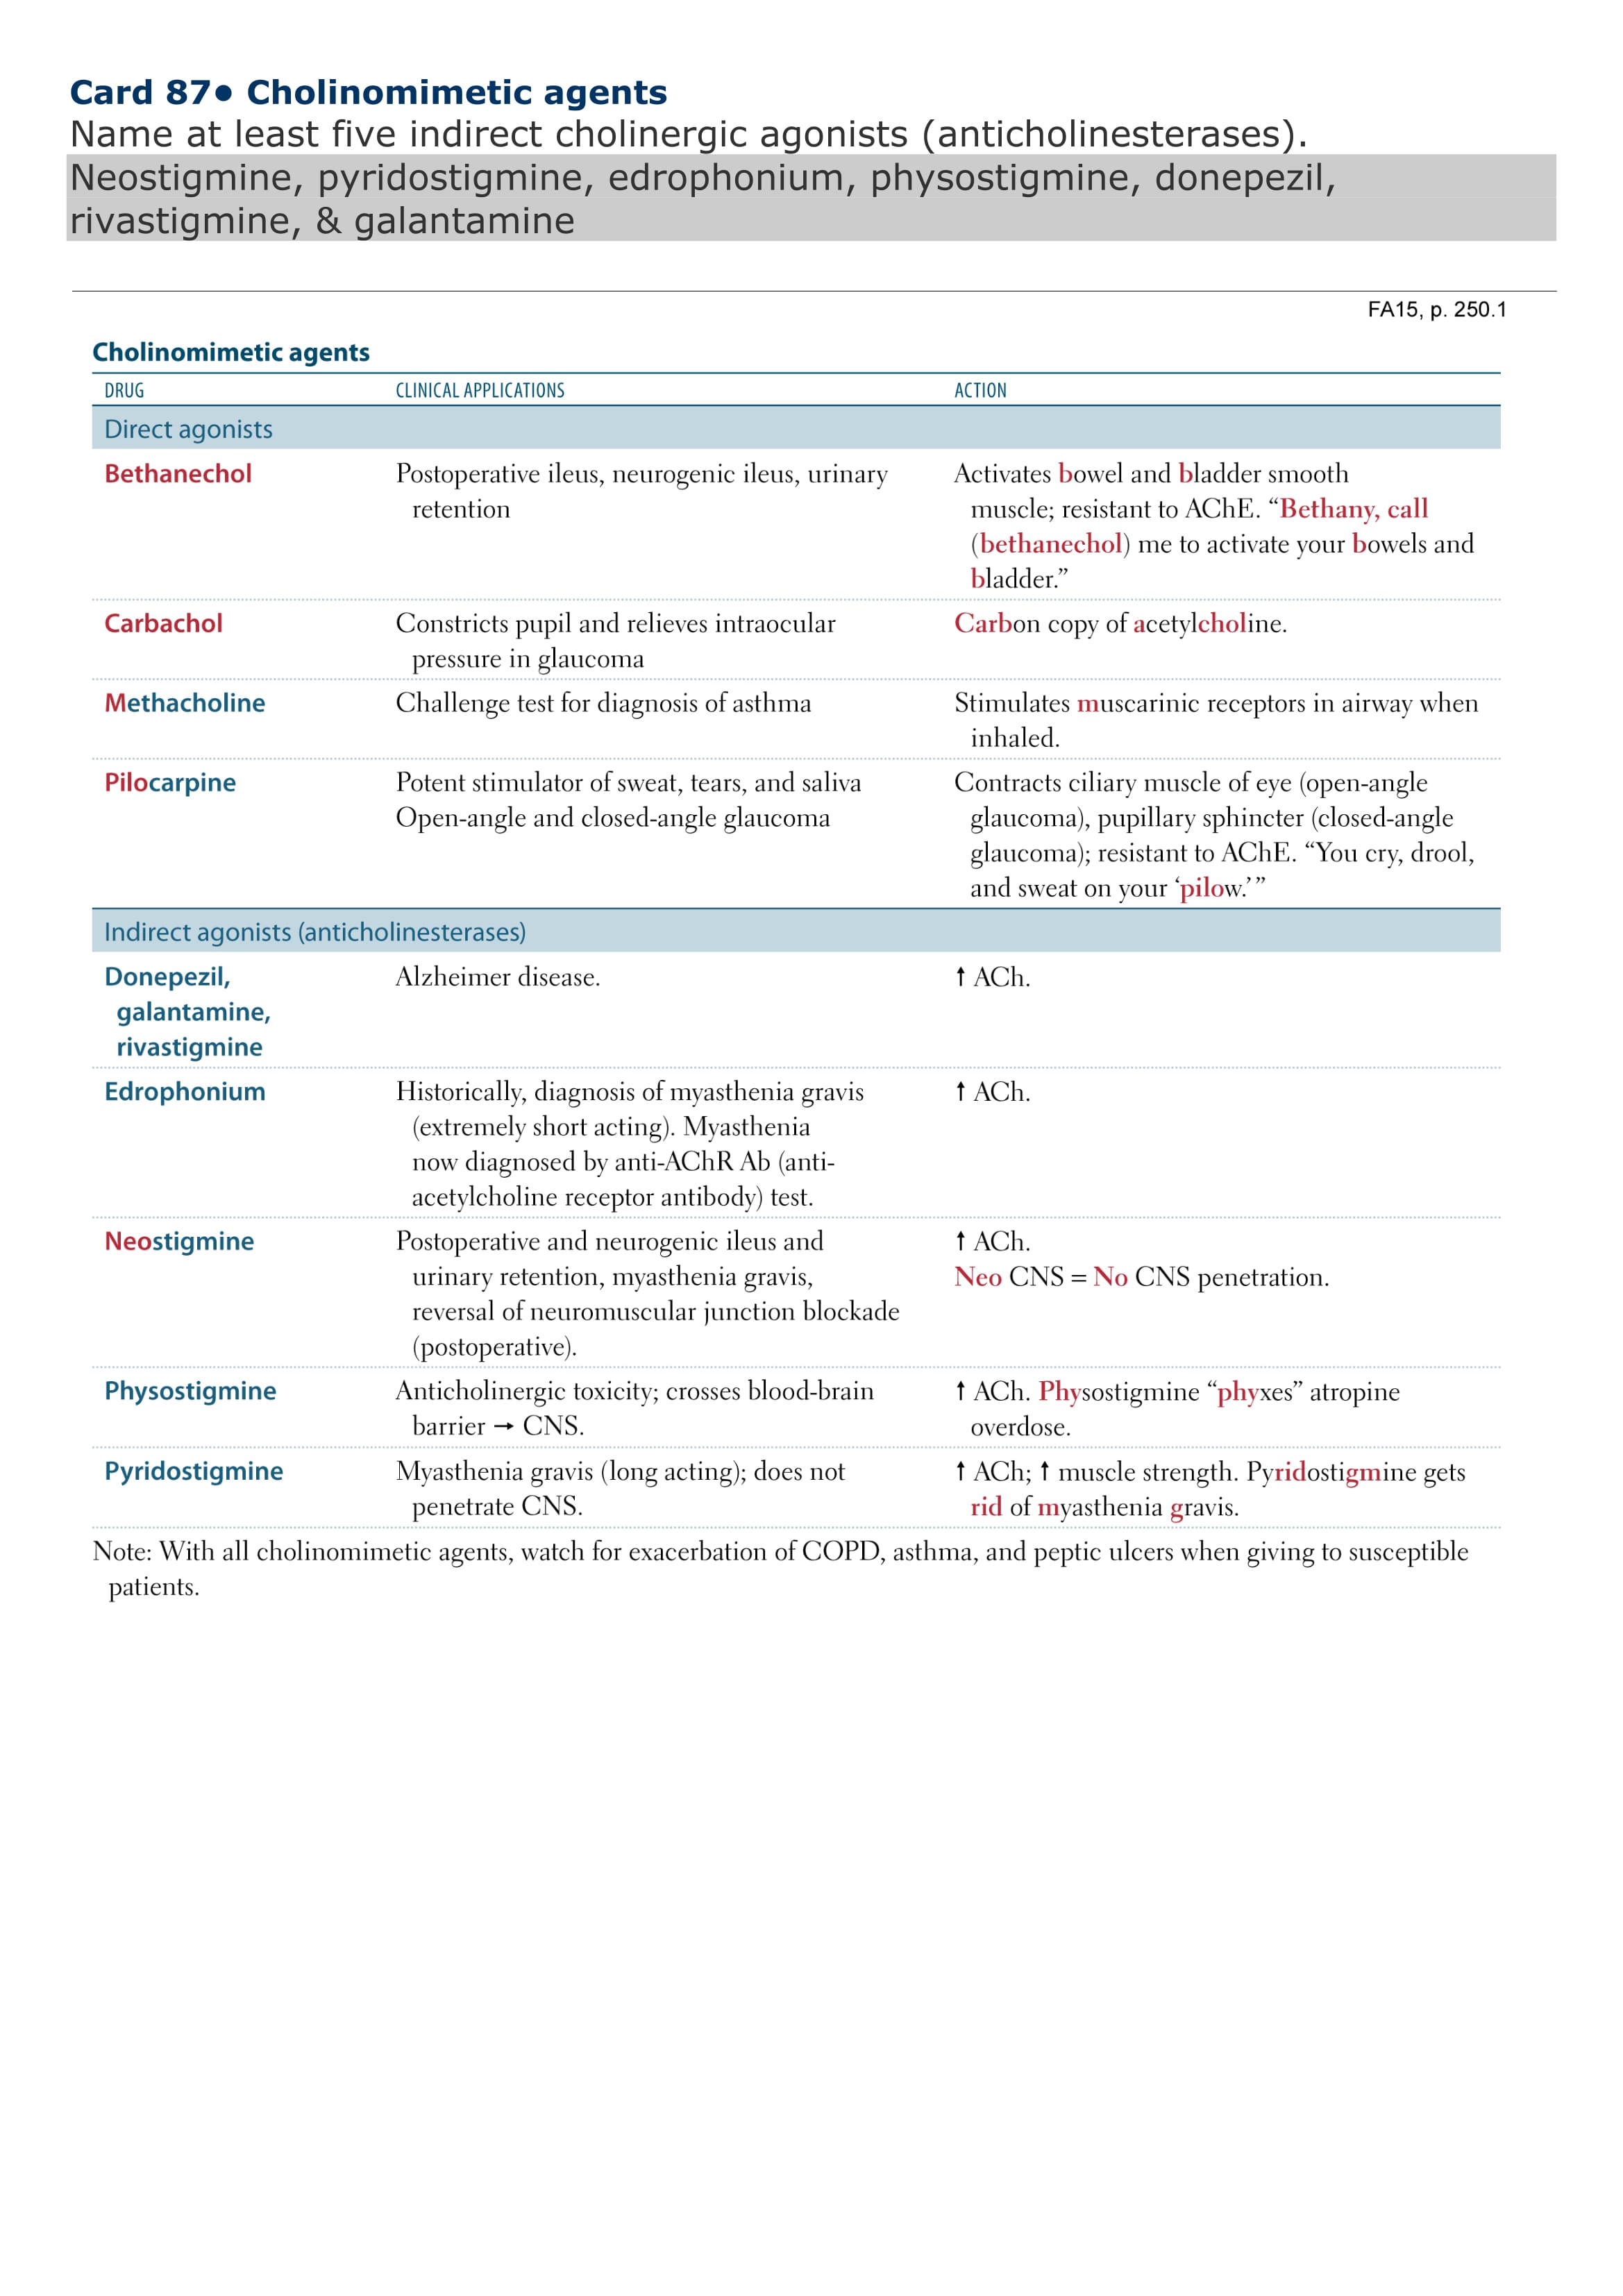 Card 87● Cholinomimetic agents
Name at least five indirect cholinergic agonists (anticholinesterases).
Neostigmine, pyridostigmine, edrophonium, physostigmine, donepezil,
rivastigmine, & galantamine
FA15, p. 250.1
Cholinomimetic agents
DRUG CLINICAL APPLICATIONS ACTION
Direct agonists
Bethanechol Postoperative ileus, neurogenic ileus, urinary Activates bowel and bladder smooth
retention muscle; resistant to AChE. “Bethany, call
(bethanechol) me to activate your bowels and
bladder.”
Carbachol Constricts pupil and relieves intraocular Carbon copy of acetylcholine.
pressure in glaucoma
Methacholine Challenge test for diagnosis of asthma Stimulates muscarinic receptors in airway when
inhaled.
Pilocarpine Potent stimulator of sweat, tears, and saliva Contracts ciliary muscle of eye (open-angle
Open-angle and closed-angle glaucoma glaucoma), pupillary sphincter (closed-angle
glaucoma); resistant to AChE. “You cry, drool,
and sweat on your ‘pilow.’”
Indirect agonists (anticholinesterases)
Donepezil, Alzheimer disease. ↑ ACh.
galantamine,
rivastigmine
Edrophonium Historically, diagnosis of myasthenia gravis ↑ ACh.
(extremely short acting). Myasthenia
now diagnosed by anti-AChR Ab (anti-
acetylcholine receptor antibody) test.
Neostigmine Postoperative and neurogenic ileus and ↑ ACh.
urinary retention, myasthenia gravis, Neo CNS = No CNS penetration.
reversal of neuromuscular junction blockade
(postoperative).
Physostigmine Anticholinergic toxicity; crosses blood-brain ↑ ACh. Physostigmine “phyxes” atropine
barrier → CNS. overdose.
Pyridostigmine Myasthenia gravis (long acting); does not ↑ ACh; ↑ muscle strength. Pyridostigmine gets
penetrate CNS. rid of myasthenia gravis.
Note: With all cholinomimetic agents, watch for exacerbation of COPD, asthma, and peptic ulcers when giving to susceptible
patients.